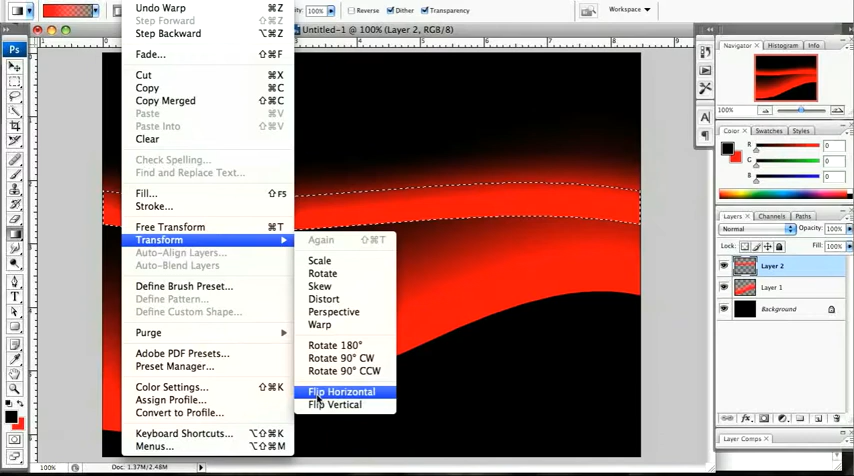 Undo Warp ⌘Z
Step Forward ⇧⌘Z
Step Backward ⌥⌘Z
Fade... ⇧⌘F
Cut ⌘X
Copy ⌘C
Copy Merged ⇧⌘C
Paste ⌘V
Paste Into ⇧⌘V
Clear
Check Spelling...
Find and Replace Text...
Fill... ⇧F5
Stroke...
Free Transform ⌘T
Transform
Auto-Align Layers...
Auto-Blend Layers
Define Brush Preset...
Define Pattern...
Define Custom Shape...
Purge
Adobe PDF Presets...
Preset Manager...
Color Settings... ⇧⌘K
Assign Profile...
Convert to Profile...
Keyboard Shortcuts... ⌥⇧⌘K
Menus... ⌥⇧⌘M
Again ⇧⌘T
Scale
Rotate
Skew
Distort
Perspective
Warp
Rotate 180°
Rotate 90° CW
Rotate 90° CCW
Flip Horizontal
Flip Vertical
100% Reverse Dither Transparency Workspace
Untitled-1 @ 100% (Layer 2, RGB/8)
Ps
100% Doc: 1.37M/2.48M
Navigator Histogram Info
100%
Color Swatches Styles
R 0
G 0
B 0
Layers Channels Paths
Normal Opacity: 100%
Lock: Fill: 100%
Layer 2
Layer 1
Background
Layer Comps